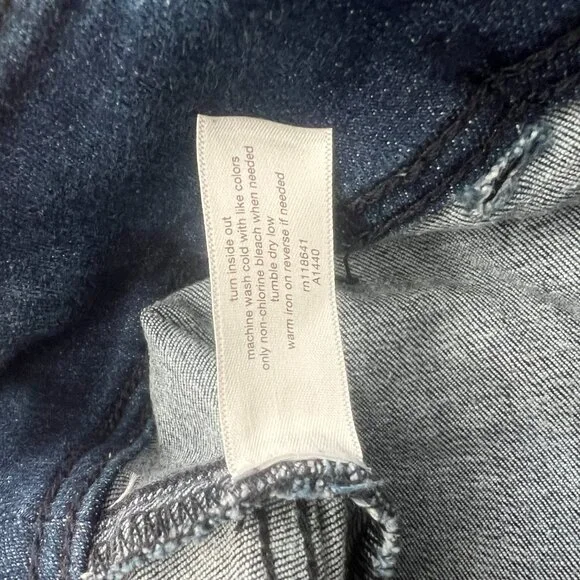 turn inside out
machine wash cold with like colors
only non-chlorine bleach when needed
tumble dry low
warm iron on reverse if needed
rn118641
A1440